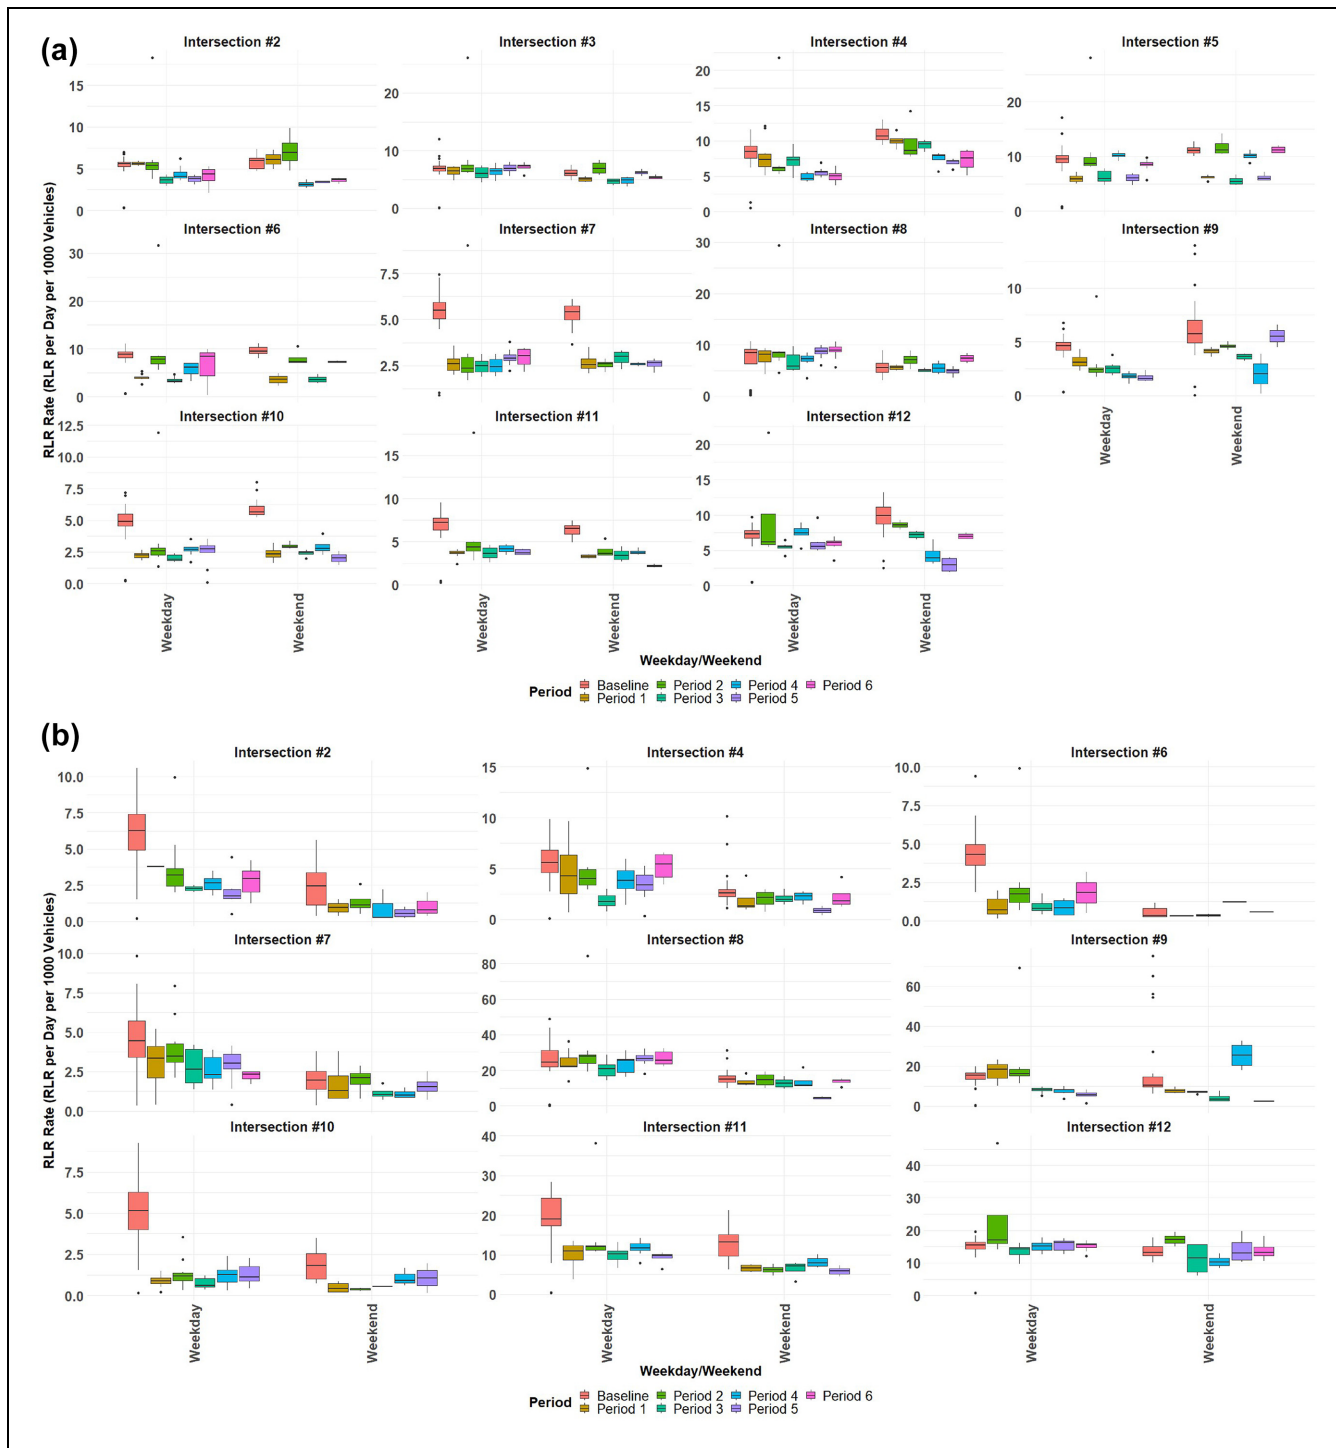 (a)
Intersection #2 Intersection #3 Intersection #4 Intersection #5
15 10 5 0
20 10 0
20 15 10 5 0
20 10 0
Intersection #6 Intersection #7 Intersection #8 Intersection #9
30 20 10 0
7.5 5.0 2.5
30 20 10 0
10 5 0
Weekday Weekend
Intersection #10 Intersection #11 Intersection #12
12.5 10.0 7.5 5.0 2.5 0.0
15 10 5 0
20 15 10 5 0
Weekday Weekend Weekday Weekend Weekday Weekend
RLR Rate (RLR per Day per 1000 Vehicles)
Weekday/Weekend
Period Baseline Period 2 Period 4 Period 6
Period 1 Period 3 Period 5
(b)
Intersection #2 Intersection #4 Intersection #6
10.0 7.5 5.0 2.5 0.0
15 10 5 0
10.0 7.5 5.0 2.5 0.0
Intersection #7 Intersection #8 Intersection #9
10.0 7.5 5.0 2.5 0.0
80 60 40 20 0
60 40 20 0
Intersection #10 Intersection #11 Intersection #12
7.5 5.0 2.5 0.0
40 30 20 10 0
40 30 20 10 0
Weekday Weekend Weekday Weekend Weekday Weekend
RLR Rate (RLR per Day per 1000 Vehicles)
Weekday/Weekend
Period Baseline Period 2 Period 4 Period 6
Period 1 Period 3 Period 5